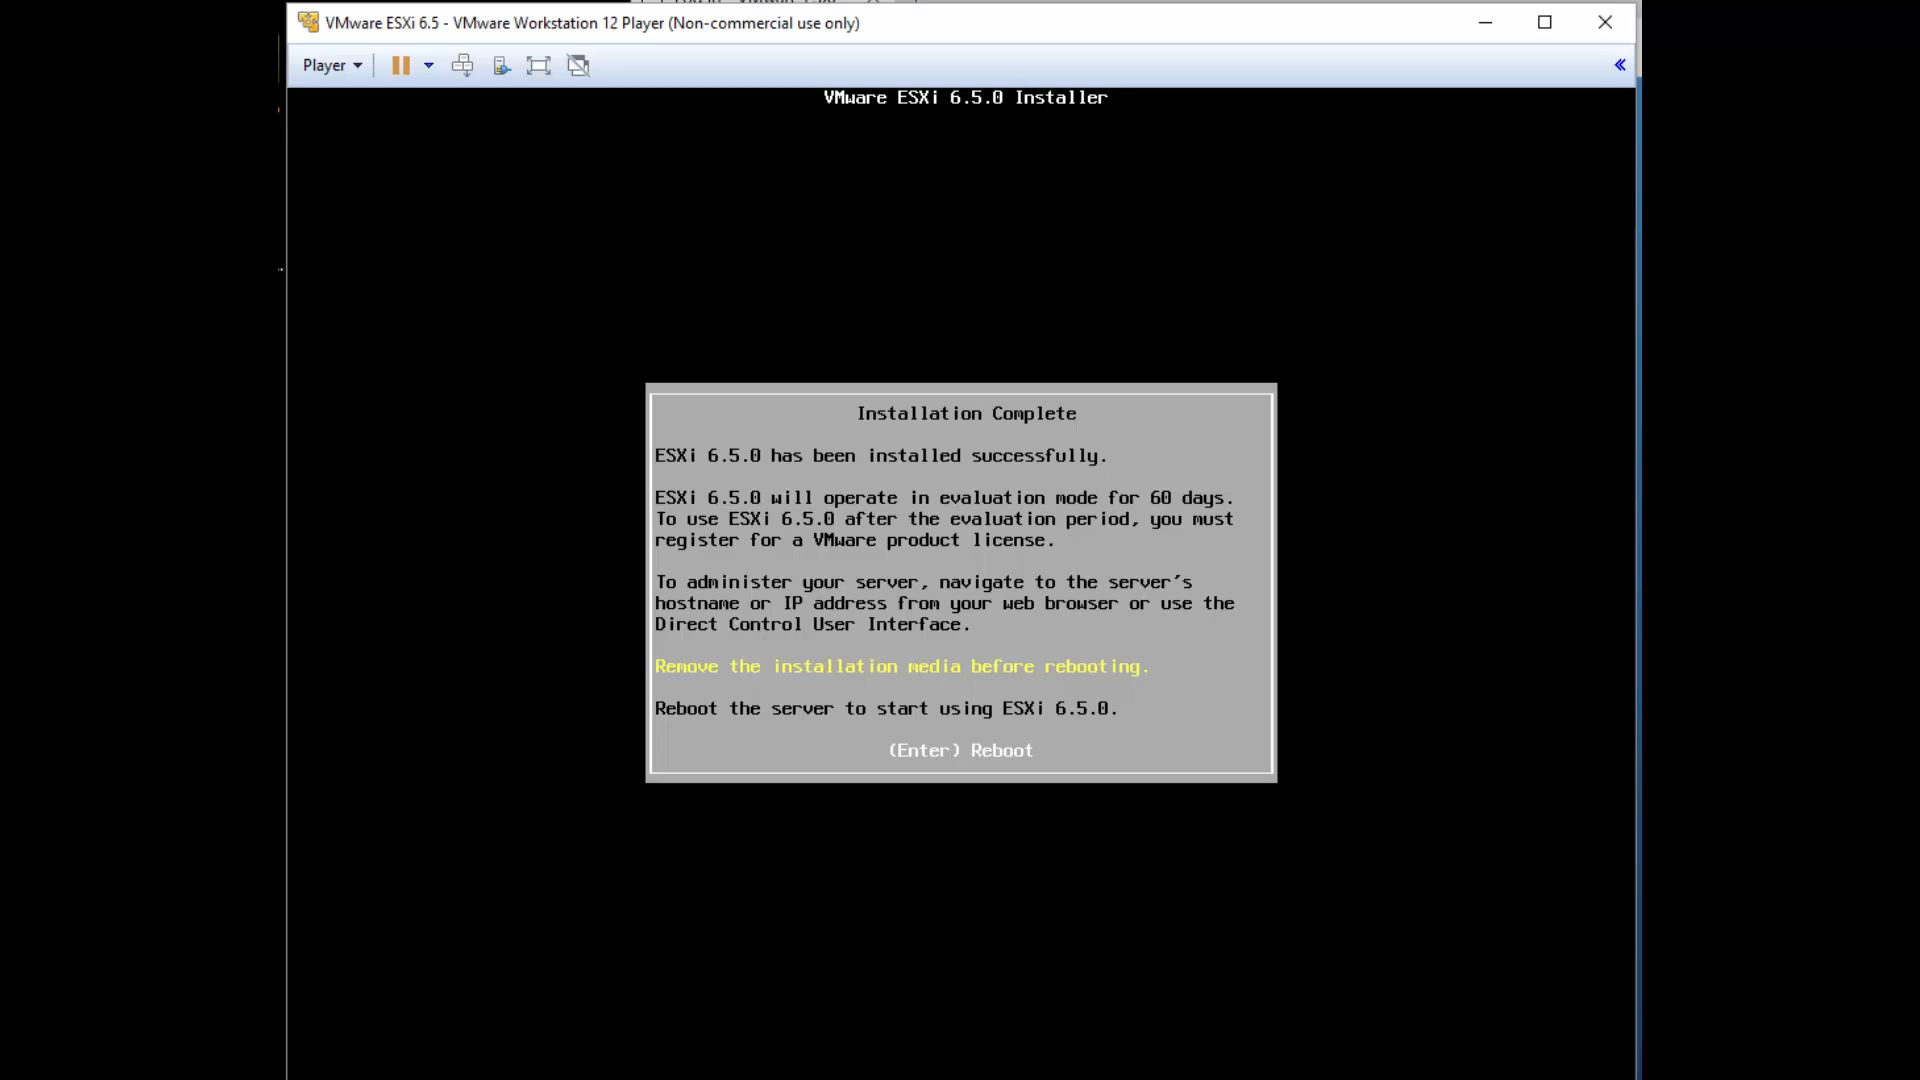 VMware ESXi 6.5 - VMware Workstation 12 Player (Non-commercial use only)
Player
VMware ESXi 6.5.0 Installer
Installation Complete
ESXi 6.5.0 has been installed successfully.
ESXi 6.5.0 will operate in evaluation mode for 60 days.
To use ESXi 6.5.0 after the evaluation period, you must
register for a VMware product license.
To administer your server, navigate to the server's
hostname or IP address from your web browser or use the
Direct Control User Interface.
Remove the installation media before rebooting.
Reboot the server to start using ESXi 6.5.0.
(Enter) Reboot